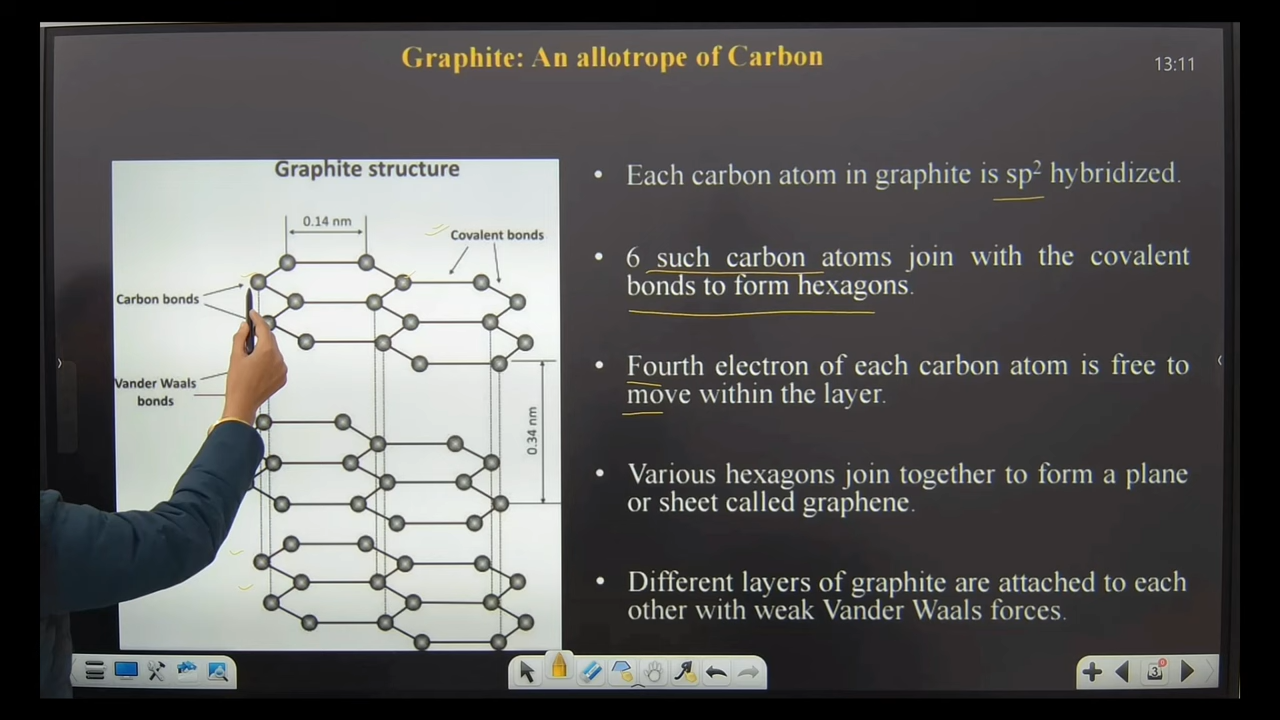 Graphite: An allotrope of Carbon
13:11
Graphite structure
0.14 nm
Covalent bonds
Carbon bonds
Vander Waals
bonds
0.34 nm
• Each carbon atom in graphite is sp² hybridized.
• 6 such carbon atoms join with the covalent
bonds to form hexagons.
• Fourth electron of each carbon atom is free to
move within the layer.
• Various hexagons join together to form a plane
or sheet called graphene.
• Different layers of graphite are attached to each
other with weak Vander Waals forces.
3